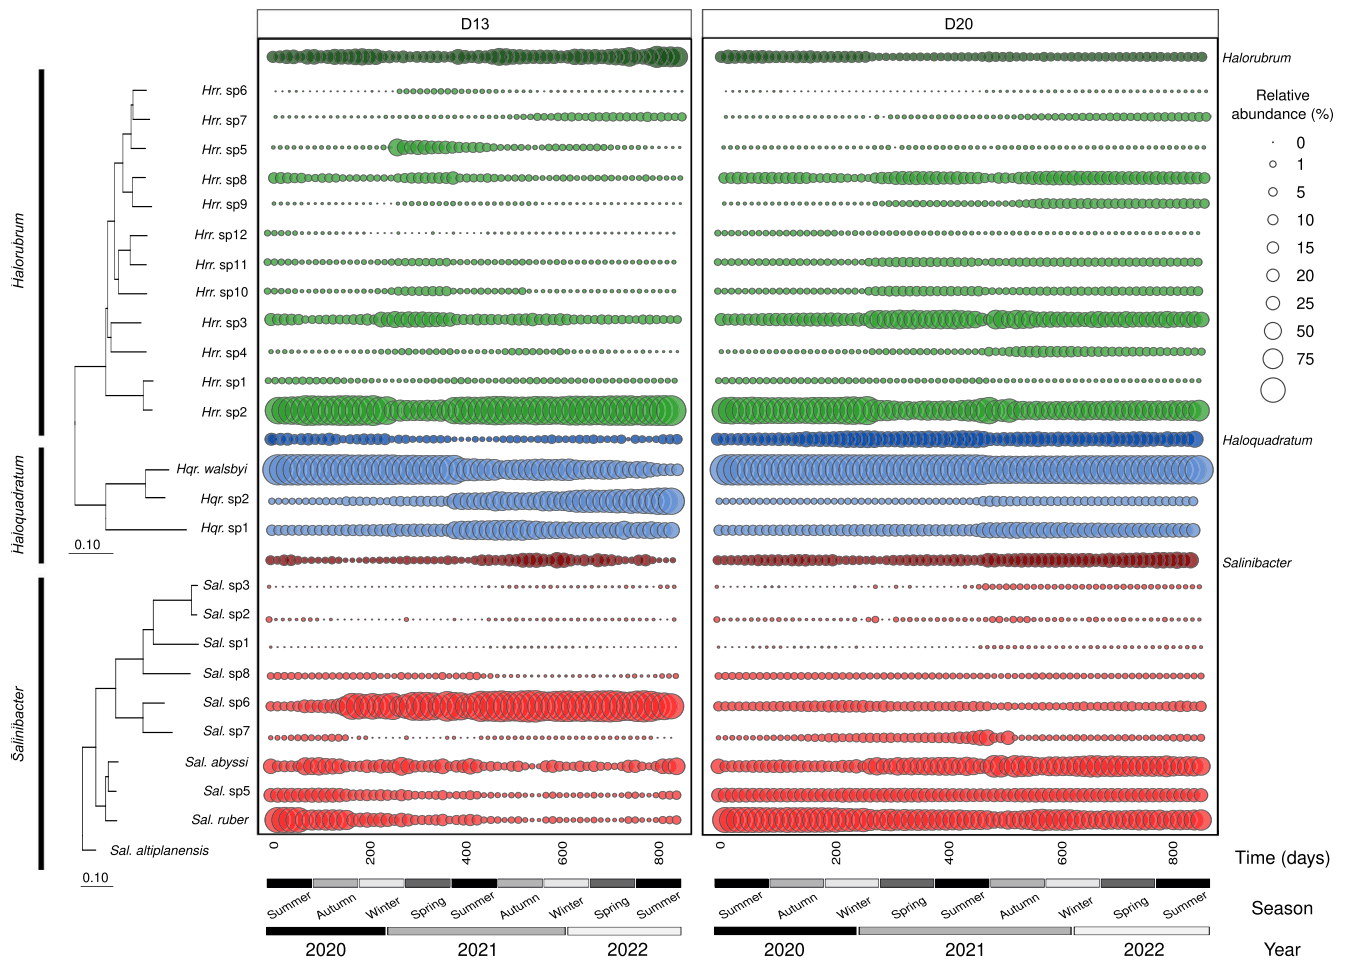 D13
D20
Halorubrum
Hrr. sp6
Hrr. sp7
Hrr. sp5
Hrr. sp8
Hrr. sp9
Hrr. sp12
Hrr. sp11
Hrr. sp10
Hrr. sp3
Hrr. sp4
Hrr. sp1
Hrr. sp2
Haloquadratum
Hqr. walsbyi
Hqr. sp2
Hqr. sp1
0.10
Salinibacter
Sal. sp3
Sal. sp2
Sal. sp1
Sal. sp8
Sal. sp6
Sal. sp7
Sal. abyssi
Sal. sp5
Sal. ruber
Sal. altiplanensis
0.10
Halorubrum
Haloquadratum
Salinibacter
Relative
abundance (%)
0
1
5
10
15
20
25
50
75
0 200 400 600 800
0 200 400 600 800
Time (days)
Summer Autumn Winter Spring Summer Autumn Winter Spring Summer
Summer Autumn Winter Spring Summer Autumn Winter Spring Summer
Season
2020 2021 2022
2020 2021 2022
Year